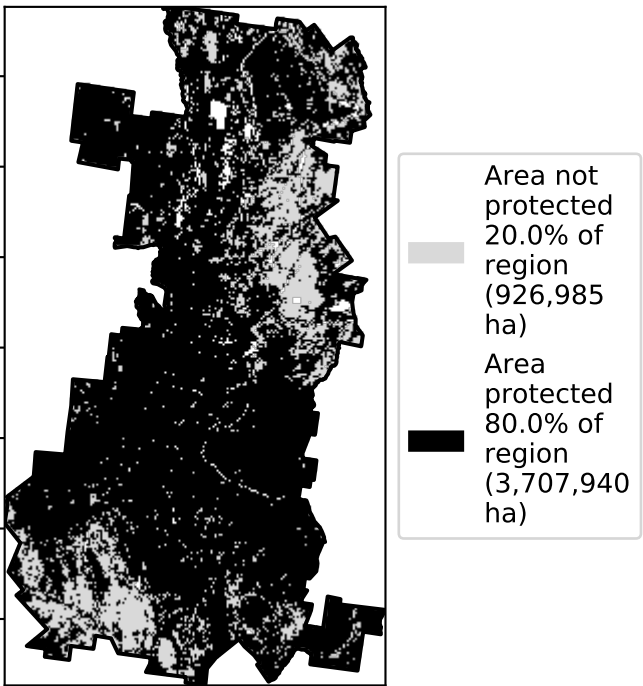 Area not
protected
20.0% of
region
(926,985
ha)
Area
protected
80.0% of
region
(3,707,940
ha)